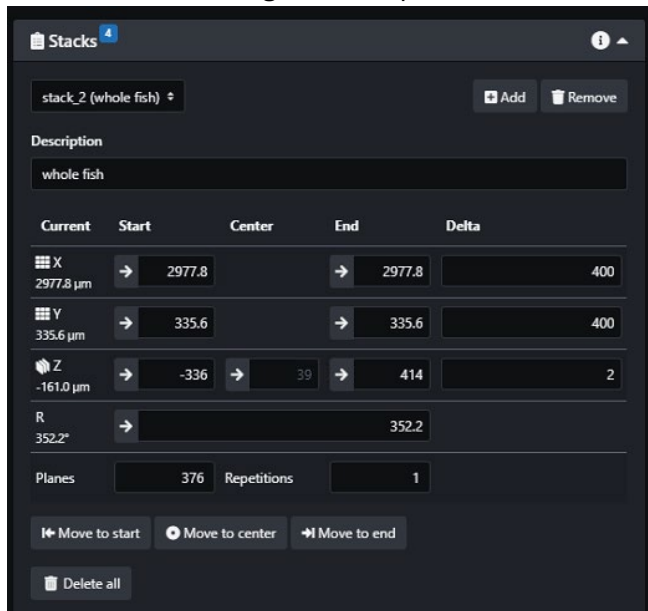 Stacks 4
stack_2 (whole fish)
Add Remove
Description
whole fish
Current Start Center End Delta
X
2977.8 μm 2977.8 2977.8 400
Y
335.6 μm 335.6 335.6 400
Z
-161.0 μm -336 39 414 2
R
352.2° 352.2
Planes 376 Repetitions 1
Move to start Move to center Move to end
Delete all